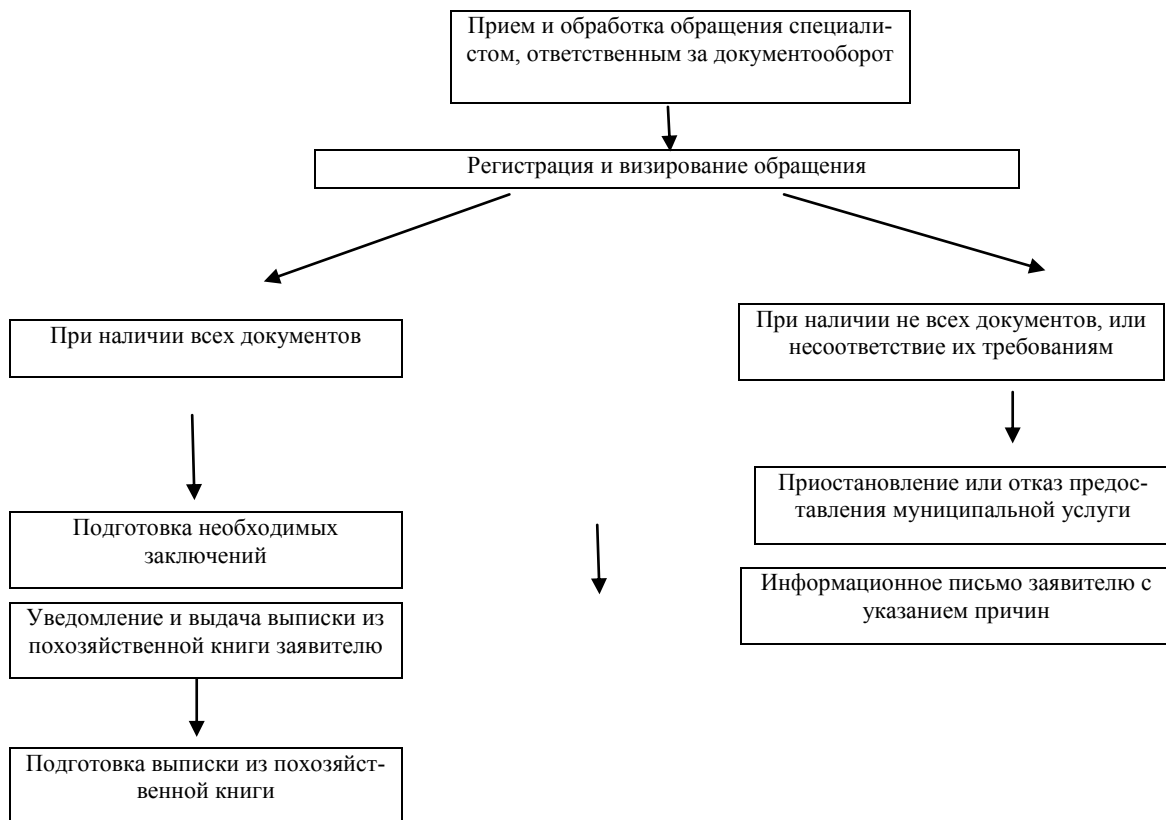 Прием и обработка обращения специали-
стом, ответственным за документооборот
Регистрация и визирование обращения
При наличии всех документов
При наличии не всех документов, или
несоответствие их требованиям
Приостановление или отказ предос-
тавления муниципальной услуги
Подготовка необходимых
заключений
Информационное письмо заявителю с
указанием причин
Уведомление и выдача выписки из
похозяйственной книги заявителю
Подготовка выписки из похозяйст-
венной книги